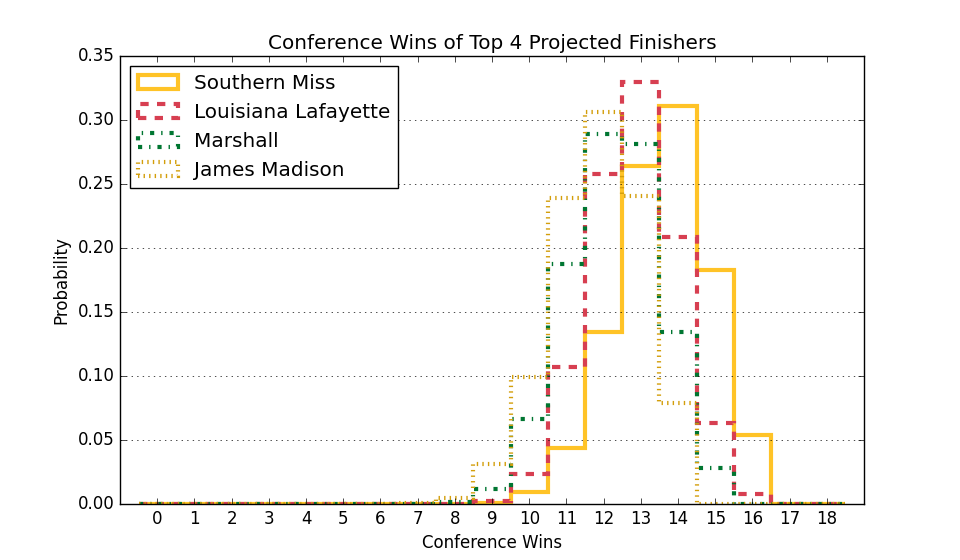 Conference Wins of Top 4 Projected Finishers
0.35
0.30
0.25
0.20
0.15
0.10
0.05
0.00
Probability
Southern Miss
Louisiana Lafayette
Marshall
James Madison
0 1 2 3 4 5 6 7 8 9 10 11 12 13 14 15 16 17 18
Conference Wins